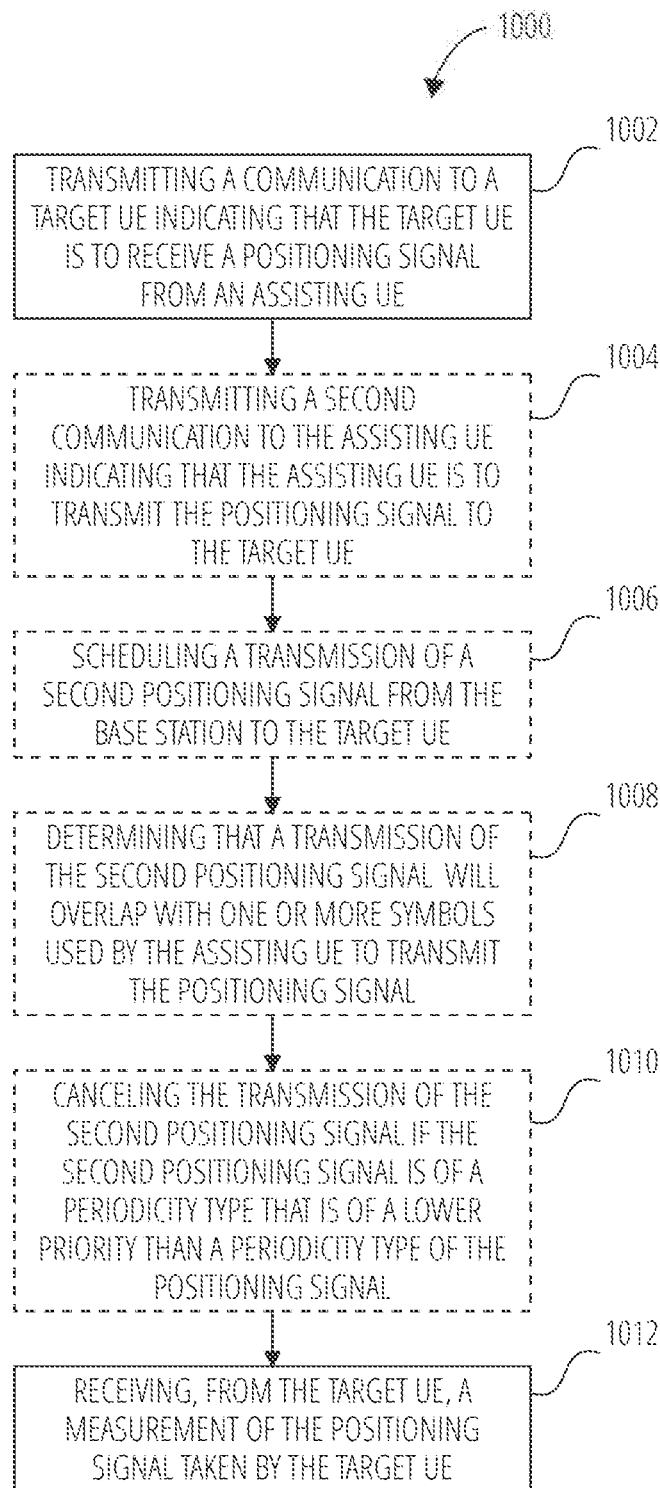 1000
1002
TRANSMITTING A COMMUNICATION TO A
TARGET UE INDICATING THAT THE TARGET UE
IS TO RECEIVE A POSITIONING SIGNAL
FROM AN ASSISTING UE
1004
TRANSMITTING A SECOND
COMMUNICATION TO THE ASSISTING UE
INDICATING THAT THE ASSISTING UE IS TO
TRANSMIT THE POSITIONING SIGNAL TO
THE TARGET UE
1006
SCHEDULING A TRANSMISSION OF A
SECOND POSITIONING SIGNAL FROM THE
BASE STATION TO THE TARGET UE
1008
DETERMINING THAT A TRANSMISSION OF
THE SECOND POSITIONING SIGNAL WILL
OVERLAP WITH ONE OR MORE SYMBOLS
USED BY THE ASSISTING UE TO TRANSMIT
THE POSITIONING SIGNAL
1010
CANCELING THE TRANSMISSION OF THE
SECOND POSITIONING SIGNAL IF THE
SECOND POSITIONING SIGNAL IS OF A
PERIODICITY TYPE THAT IS OF A LOWER
PRIORITY THAN A PERIODICITY TYPE OF THE
POSITIONING SIGNAL
1012
RECEIVING, FROM THE TARGET UE, A
MEASUREMENT OF THE POSITIONING
SIGNAL TAKEN BY THE TARGET UE